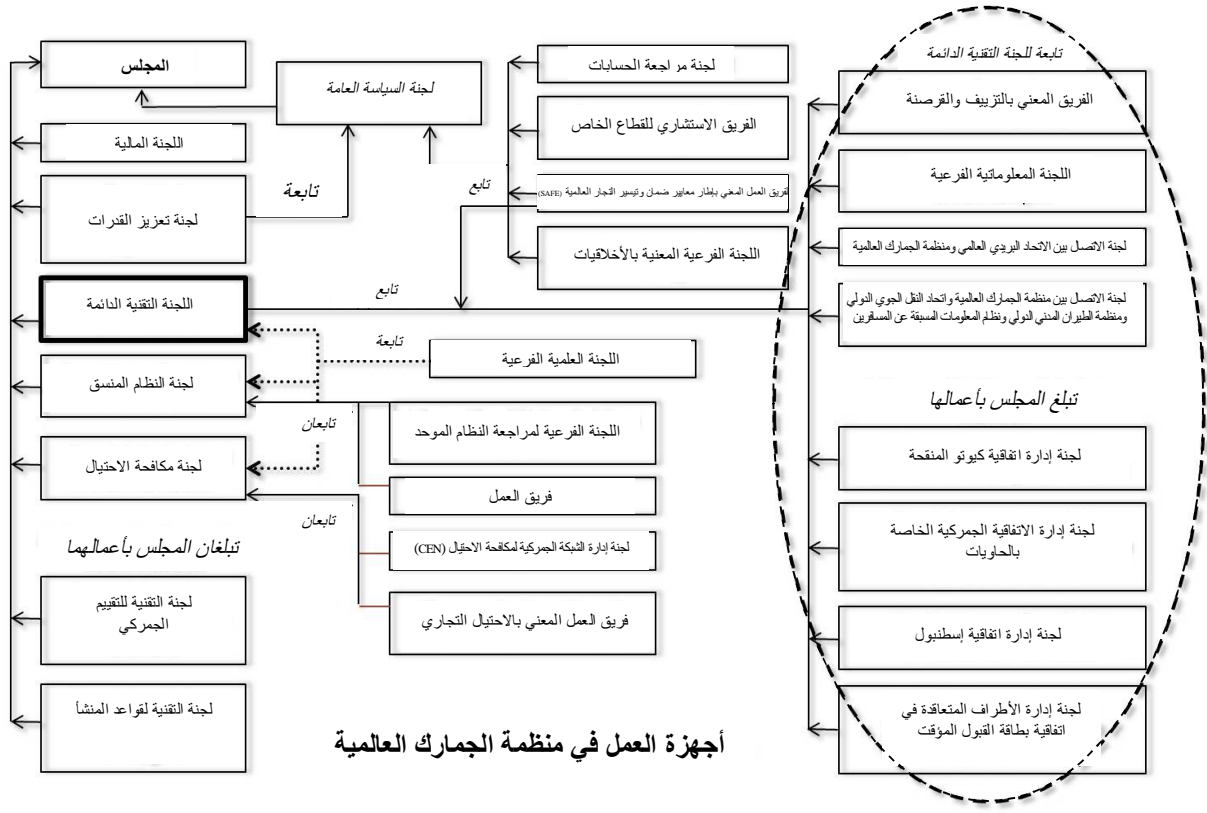 تابعة للجنة التقنية الدائمة
الفريق المعني بالتزييف والقرصنة
اللجنة المعلوماتية الفرعية
لجنة الاتصال بين الاتحاد البريدي العالمي ومنظمة الجمارك العالمية
لجنة الاتصال بين منظمة الجمارك العالمية واتحاد النقل الجوي الدولي
ومنظمة الطيران المدني الدولي ونظام المعلومات المسبقة عن المسافرين
تبلغ المجلس بأعمالها
لجنة إدارة اتفاقية كيوتو المنقحة
لجنة إدارة الاتفاقية الجمركية الخاصة
بالحاويات
لجنة إدارة اتفاقية إسطنبول
لجنة إدارة الأطراف المتعاقدة في
اتفاقية بطاقة القبول المؤقت
لجنة مراجعة الحسابات
الفريق الاستشاري للقطاع الخاص
لفريق العمل المعني بإطار معايير ضمان وتيسير التجار العالمية (SAFE)
اللجنة الفرعية المعنية بالأخلاقيات
تابع
لجنة السياسة العامة
تابعة
تابع
تابعة
اللجنة العلمية الفرعية
تابعان
اللجنة الفرعية لمراجعة النظام الموحد
فريق العمل
تابعان
لجنة إدارة الشبكة الجمركية لمكافحة الاحتيال (CEN)
فريق العمل المعني بالاحتيال التجاري
المجلس
اللجنة المالية
لجنة تعزيز القدرات
اللجنة التقنية الدائمة
لجنة النظام المنسق
لجنة مكافحة الاحتيال
تبلغان المجلس بأعمالهما
لجنة التقنية للتقييم
الجمركي
لجنة التقنية لقواعد المنشأ
أجهزة العمل في منظمة الجمارك العالمية